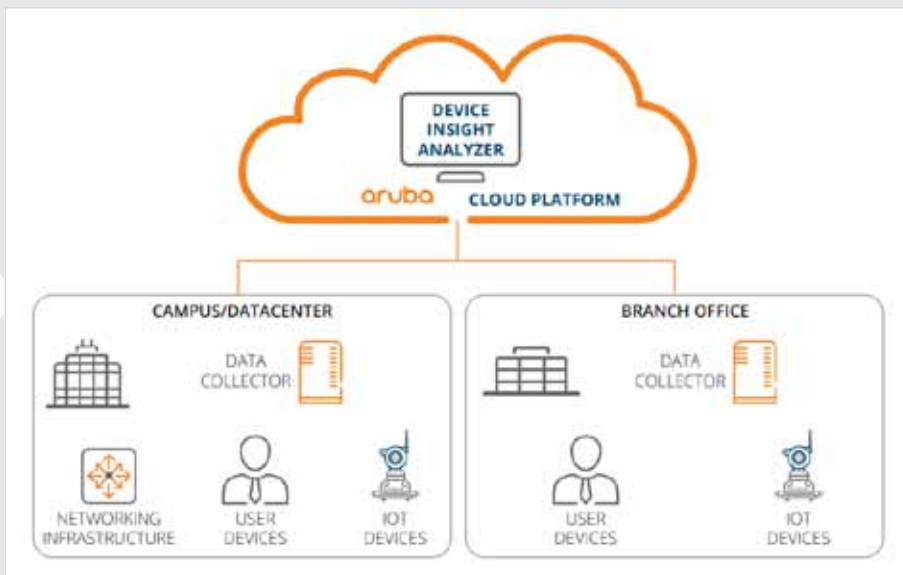 DEVICE
INSIGHT
ANALYZER
aruba CLOUD PLATFORM
CAMPUS/DATACENTER
DATA
COLLECTOR
NETWORKING
INFRASTRUCTURE
USER
DEVICES
IOT
DEVICES
BRANCH OFFICE
DATA
COLLECTOR
USER
DEVICES
IOT
DEVICES